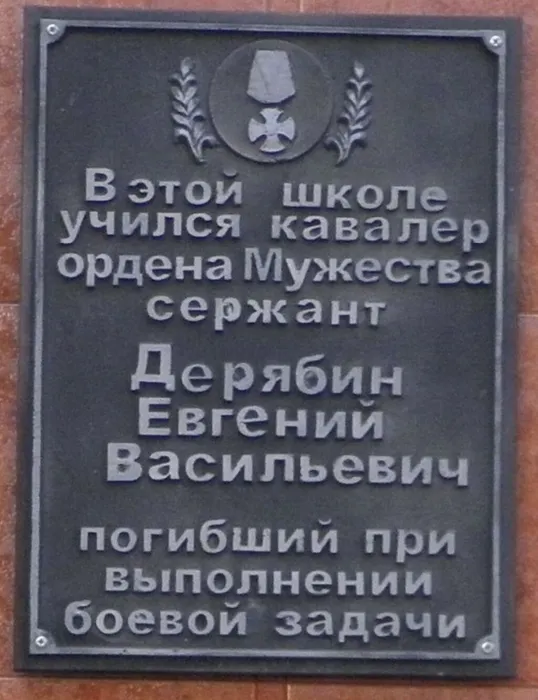 В этой школе
учился кавалер
ордена Мужества
сержант
Дерябин
Евгений
Васильевич
погибший при
выполнении
боевой задачи